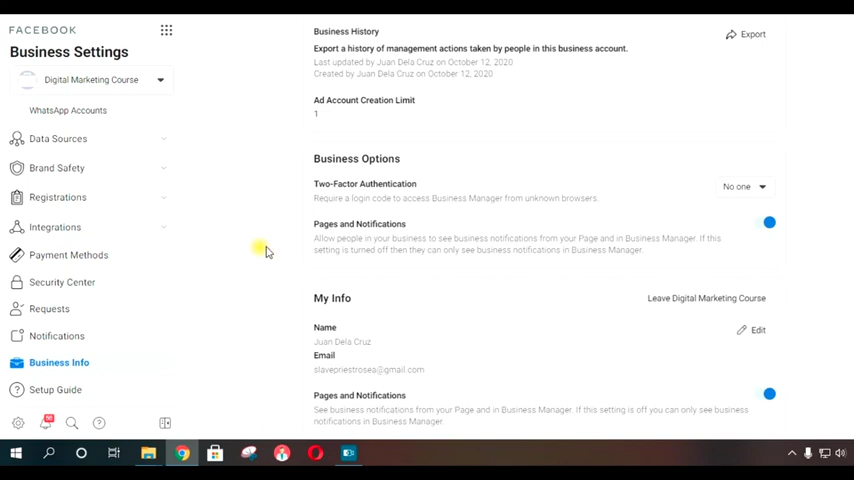 FACEBOOK
Business Settings
Digital Marketing Course
WhatsApp Accounts
Data Sources
Brand Safety
Registrations
Integrations
Payment Methods
Security Center
Requests
Notifications
Business Info
Setup Guide
Business History
Export
Export a history of management actions taken by people in this business account.
Last updated by Juan Dela Cruz on October 12, 2020
Created by Juan Dela Cruz on October 12, 2020
Ad Account Creation Limit
1
Business Options
Two-Factor Authentication
No one
Require a login code to access Business Manager from unknown browsers.
Pages and Notifications
Allow people in your business to see business notifications from your Page and in Business Manager. If this
setting is turned off then they can only see business notifications in Business Manager.
My Info
Leave Digital Marketing Course
Name
Edit
Juan Dela Cruz
Email
slavepriestrosea@gmail.com
Pages and Notifications
See business notifications from your Page and in Business Manager. If this setting is off you can only see business
notifications in Business Manager.